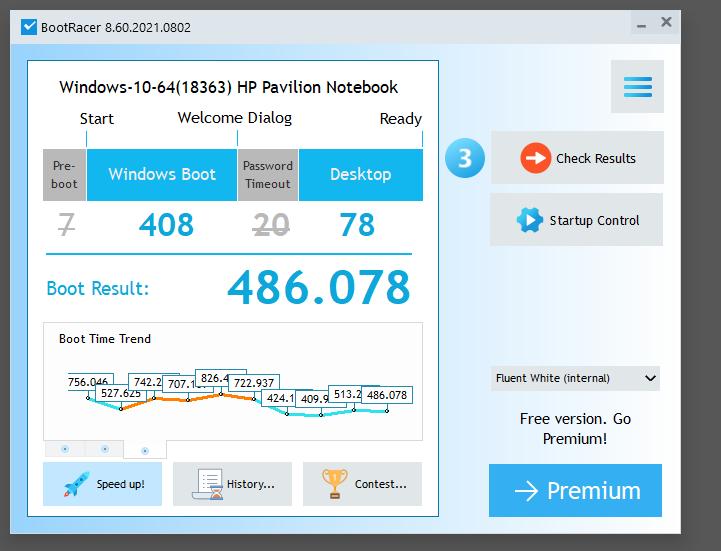 BootRacer 8.60.2021.0802
Windows-10-64(18363) HP Pavilion Notebook
Start
Welcome Dialog
Ready
Pre-
boot
Windows Boot
Password
Timeout
Desktop
7
408
20
78
Boot Result:
486.078
Boot Time Trend
756.046
527.625
742.2
707.1
826.4
722.937
424.1
409.9
513.2
486.078
Speed up!
History...
Contest...
3
Check Results
Startup Control
Fluent White (internal)
Free version. Go
Premium!
Premium